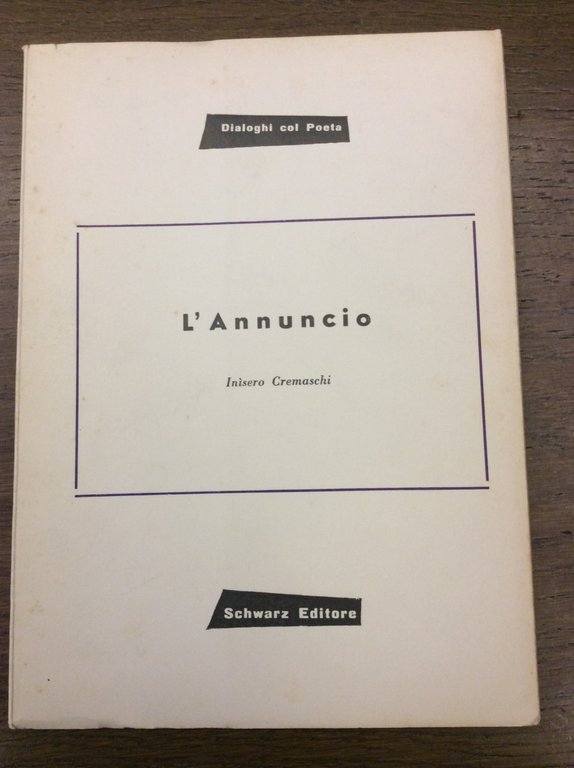 Dialoghi col Poeta
L'Annuncio
Inìsero Cremaschi
Schwarz Editore